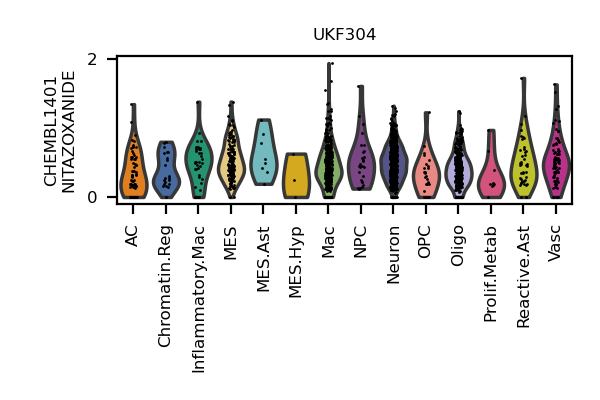 UKF304
CHEMBL1401
NITAZOXANIDE
2
0
AC
Chromatin.Reg
Inflammatory.Mac
MES
MES.Ast
MES.Hyp
Mac
NPC
Neuron
OPC
Oligo
Prolif.Metab
Reactive.Ast
Vasc